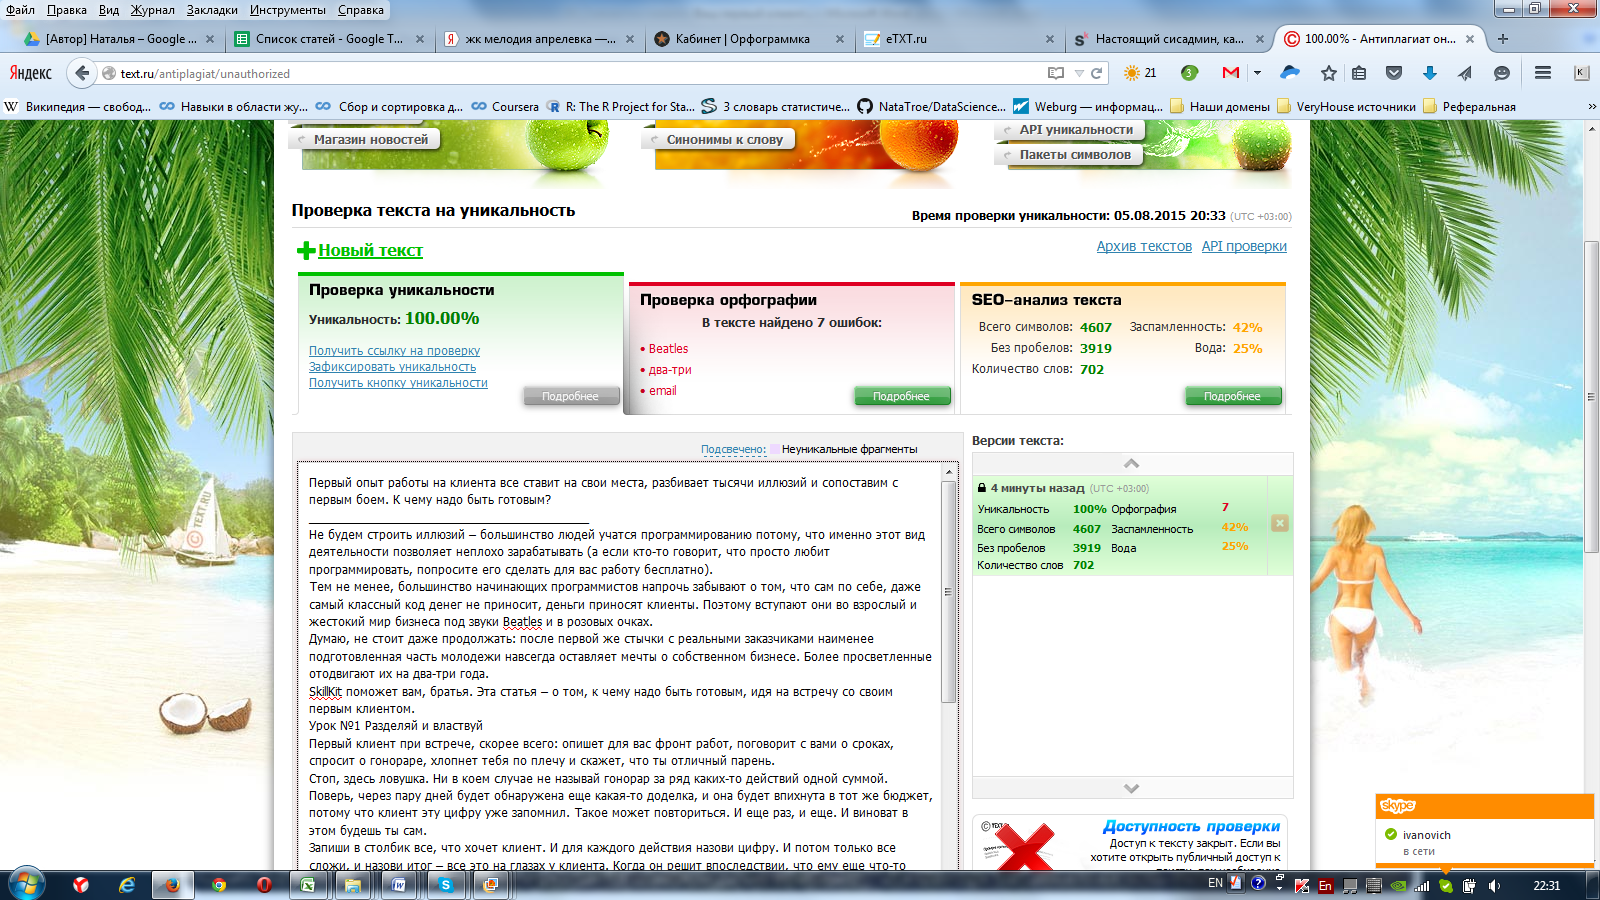 Файл Правка Вид Журнал Закладки Инструменты Справка
[Автор] Наталья – Google ...
Список статей - Google Т...
жк мелодия апрелевка —...
Кабинет | Орфограммка
eTXT.ru
Настоящий сисадмин, ка...
100.00% - Антиплагиат он...
Яндекс
text.ru/antiplagiat/unauthorized
21
3
Википедия — свобод...
Навыки в области жу...
Сбор и сортировка д...
Coursera
R: The R Project for Sta...
3 словарь статистиче...
NataTroe/DataScience...
Weburg — информац...
Наши домены
VeryHouse источники
Реферальная
Магазин новостей
Синонимы к слову
API уникальности
Пакеты символов
Проверка текста на уникальность
Время проверки уникальности: 05.08.2015 20:33 (UTC +03:00)
Новый текст
Архив текстов API проверки
Проверка уникальности
Уникальность: 100.00%
Получить ссылку на проверку
Зафиксировать уникальность
Получить кнопку уникальности
Подробнее
Проверка орфографии
В тексте найдено 7 ошибок:
• Beatles
• два-три
• email
Подробнее
SEO-анализ текста
Всего символов: 4607 Заспамленность: 42%
Без пробелов: 3919 Вода: 25%
Количество слов: 702
Подробнее
Подсвечено: Неуникальные фрагменты
Первый опыт работы на клиента все ставит на свои места, разбивает тысячи иллюзий и сопоставим с
первым боем. К чему надо быть готовым?
Не будем строить иллюзий – большинство людей учатся программированию потому, что именно этот вид
деятельности позволяет неплохо зарабатывать (а если кто-то говорит, что просто любит
программировать, попросите его сделать для вас работу бесплатно).
Тем не менее, большинство начинающих программистов напрочь забывают о том, что сам по себе, даже
самый классный код денег не приносит, деньги приносят клиенты. Поэтому вступают они во взрослый и
жестокий мир бизнеса под звуки Beatles и в розовых очках.
Думаю, не стоит даже продолжать: после первой же стычки с реальными заказчиками наименее
подготовленная часть молодежи навсегда оставляет мечты о собственном бизнесе. Более просветленные
отодвигают их на два-три года.
SkillKit поможет вам, братья. Эта статья – о том, к чему надо быть готовым, идя на встречу со своим
первым клиентом.
Урок №1 Разделяй и властвуй
Первый клиент при встрече, скорее всего: опишет для вас фронт работ, поговорит с вами о сроках,
спросит о гонораре, хлопнет тебя по плечу и скажет, что ты отличный парень.
Стоп, здесь ловушка. Ни в коем случае не называй гонорар за ряд каких-то действий одной суммой.
Поверь, через пару дней будет обнаружена еще какая-то доделка, и она будет впихнута в тот же бюджет,
потому что клиент эту цифру уже запомнил. Такое может повториться. И еще раз, и еще. И виноват в
этом будешь ты сам.
Запиши в столбик все, что хочет клиент. И для каждого действия назови цифру. И потом только все
сложи, и назови итог – все это на глазах у клиента. Когда он решит впоследствии, что ему еще что-то
Версии текста:
4 минуты назад (UTC +03:00)
Уникальность 100% Орфография 7
Всего символов 4607 Заспамленность 42%
Без пробелов 3919 Вода 25%
Количество слов 702
Доступность проверки
Доступ к тексту закрыт. Если вы
хотите открыть публичный доступ к
© TEXT.RU
skype
ivanovich
в сети
EN
En
22:31